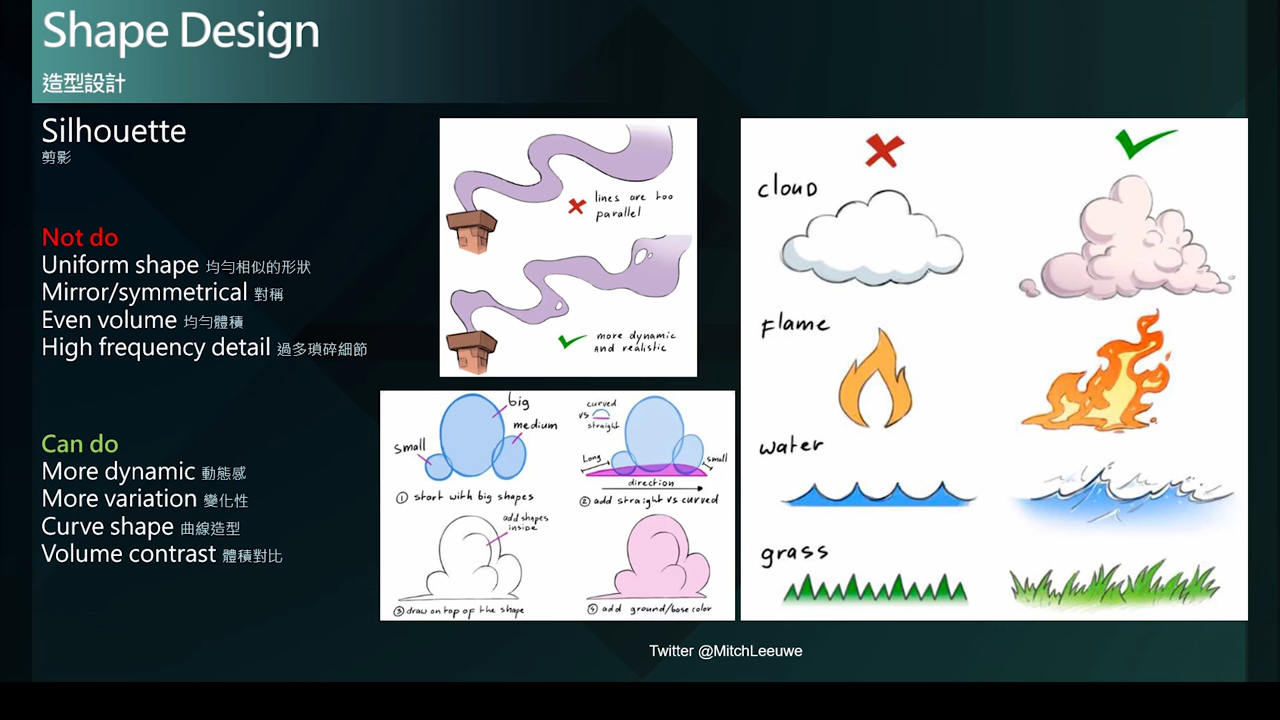 Shape Design
造型設計
Silhouette
剪影
Not do
Uniform shape 均勻相似的形狀
Mirror/symmetrical 對稱
Even volume 均勻體積
High frequency detail 過多瑣碎細節
Can do
More dynamic 動態感
More variation 變化性
Curve shape 曲線造型
Volume contrast 體積對比
lines are too
parallel
more dynamic
and realistic
big
medium
small
① start with big shapes
curved
vs
straight
Long
small
direction
② add straight vs curved
add shapes
inside
③ draw on top of the shape
④ add ground/base color
cloud
Flame
water
grass
Twitter @MitchLeeuwe